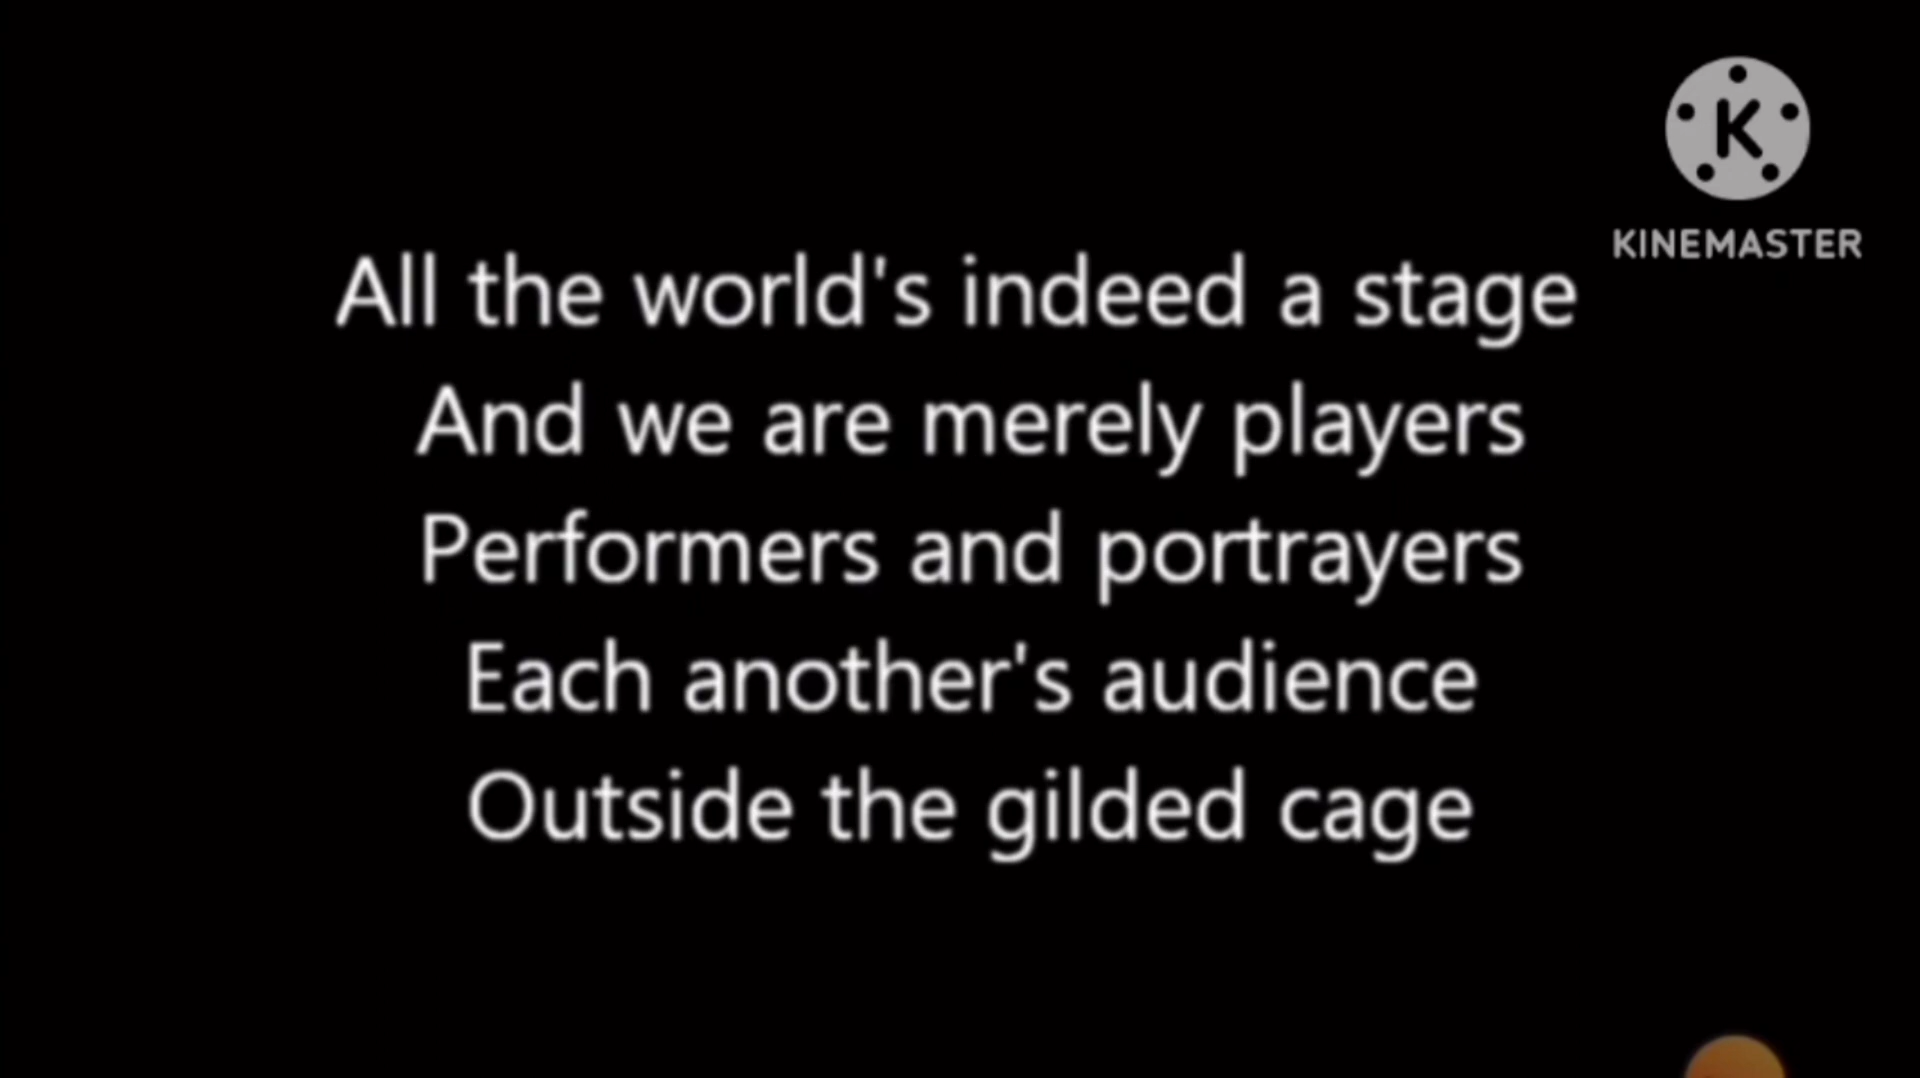 K
KINEMASTER
All the world's indeed a stage
And we are merely players
Performers and portrayers
Each another's audience
Outside the gilded cage